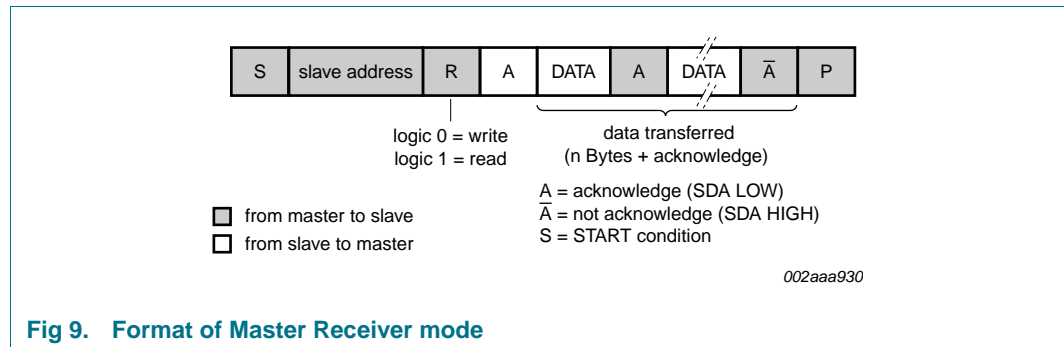 S slave address R A DATA A DATA A̅ P
logic 0 = write
logic 1 = read
data transferred
(n Bytes + acknowledge)
A = acknowledge (SDA LOW)
A̅ = not acknowledge (SDA HIGH)
S = START condition
from master to slave
from slave to master
002aaa930
Fig 9. Format of Master Receiver mode